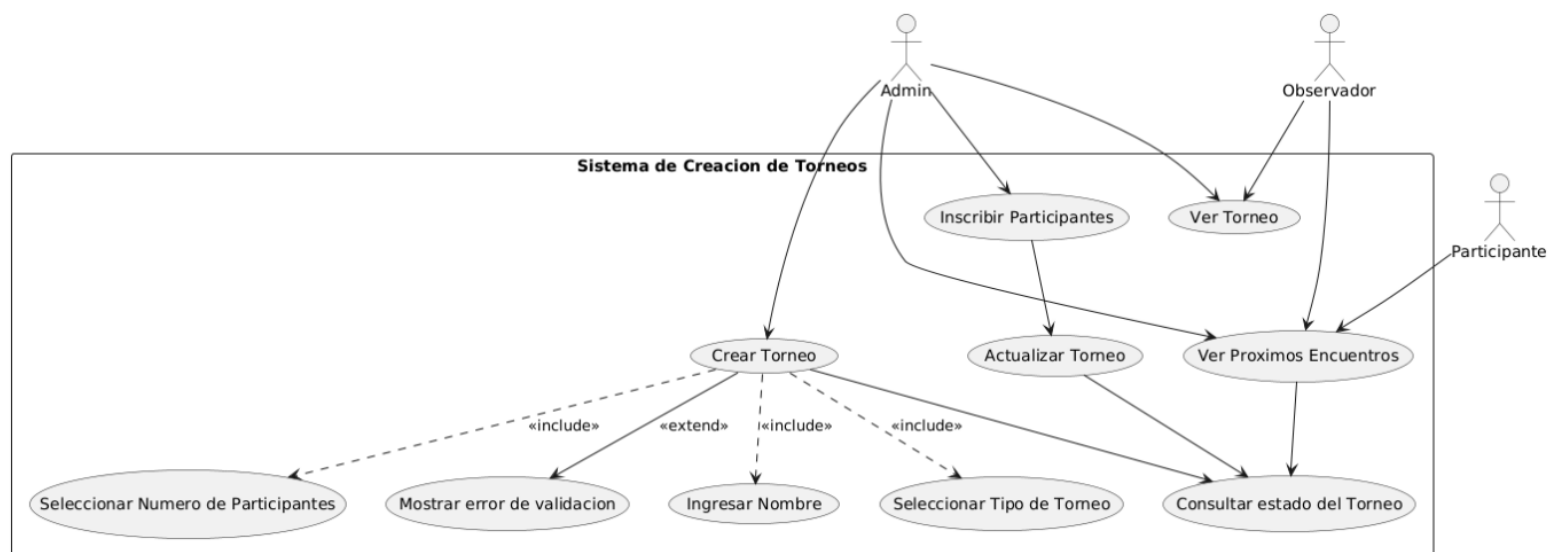 Admin
Observador
Sistema de Creacion de Torneos
Participante
Inscribir Participantes
Ver Torneo
Crear Torneo
Actualizar Torneo
Ver Proximos Encuentros
«include»
«extend»
«include»
«include»
Seleccionar Numero de Participantes
Mostrar error de validacion
Ingresar Nombre
Seleccionar Tipo de Torneo
Consultar estado del Torneo